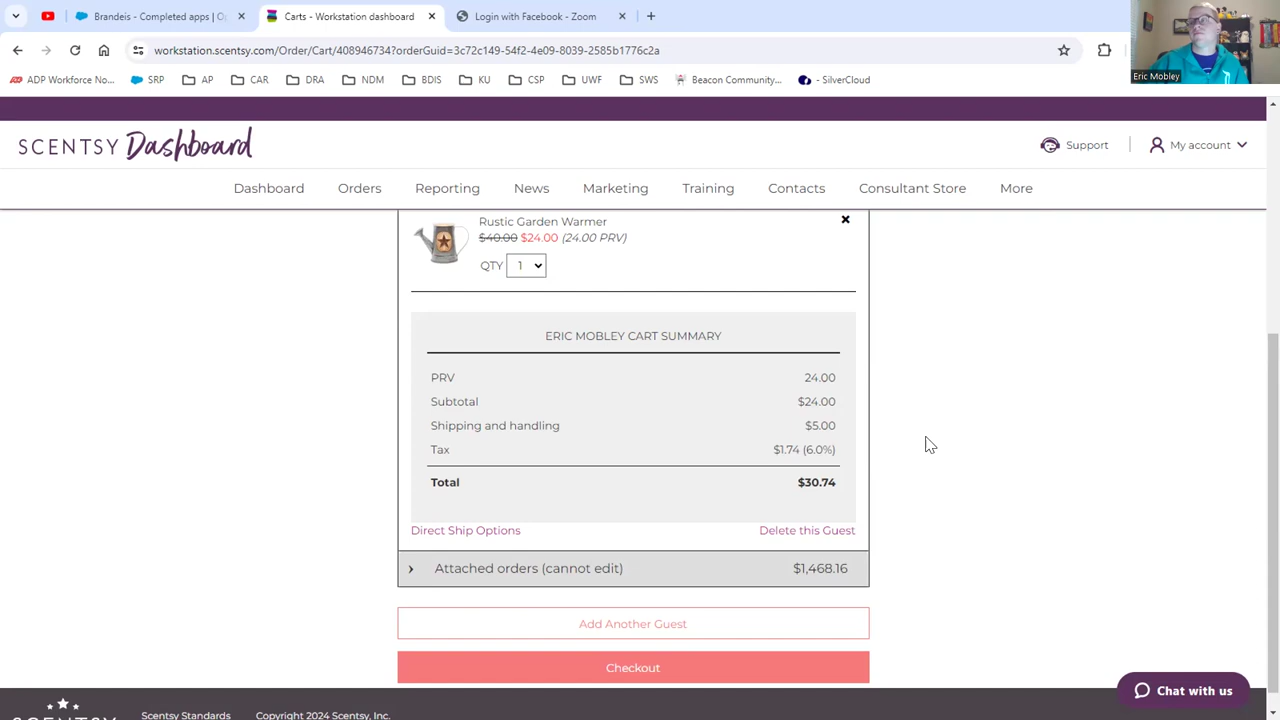 Brandeis - Completed apps | O
Carts - Workstation dashboard
Login with Facebook - Zoom
workstation.scentsy.com/Order/Cart/408946734?orderGuid=3c72c149-54f2-4e09-8039-2585b1776c2a
ADP Workforce No...
SRP
AP
CAR
DRA
NDM
BDIS
KU
CSP
UWF
SWS
Beacon Community...
- SilverCloud
Eric Mobley
SCENTSY Dashboard
Support
My account
Dashboard
Orders
Reporting
News
Marketing
Training
Contacts
Consultant Store
More
Rustic Garden Warmer
$40.00 $24.00 (24.00 PRV)
QTY 1
ERIC MOBLEY CART SUMMARY
PRV 24.00
Subtotal $24.00
Shipping and handling $5.00
Tax $1.74 (6.0%)
Total $30.74
Direct Ship Options
Delete this Guest
Attached orders (cannot edit) $1,468.16
Add Another Guest
Checkout
Chat with us
SCENTSY
Scentsy Standards
Copyright 2024 Scentsy, Inc.